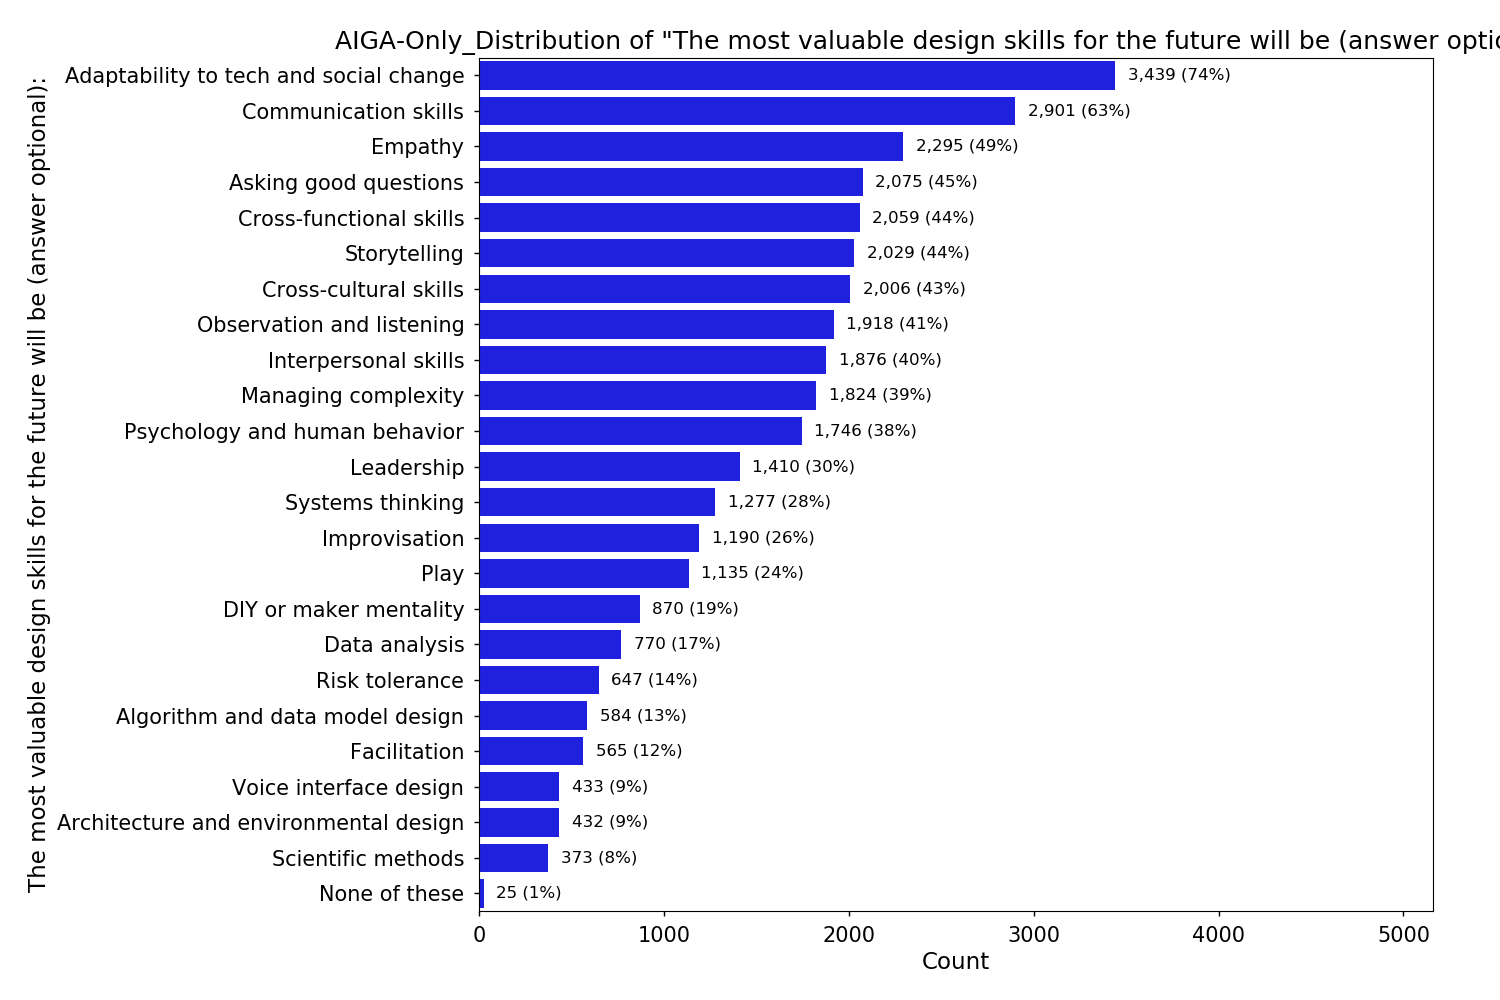 AIGA-Only_Distribution of "The most valuable design skills for the future will be (answer
The most valuable design skills for the future will be (answer optional):
Adaptability to tech and social change 3,439 (74%)
Communication skills 2,901 (63%)
Empathy 2,295 (49%)
Asking good questions 2,075 (45%)
Cross-functional skills 2,059 (44%)
Storytelling 2,029 (44%)
Cross-cultural skills 2,006 (43%)
Observation and listening 1,918 (41%)
Interpersonal skills 1,876 (40%)
Managing complexity 1,824 (39%)
Psychology and human behavior 1,746 (38%)
Leadership 1,410 (30%)
Systems thinking 1,277 (28%)
Improvisation 1,190 (26%)
Play 1,135 (24%)
DIY or maker mentality 870 (19%)
Data analysis 770 (17%)
Risk tolerance 647 (14%)
Algorithm and data model design 584 (13%)
Facilitation 565 (12%)
Voice interface design 433 (9%)
Architecture and environmental design 432 (9%)
Scientific methods 373 (8%)
None of these 25 (1%)
0 1000 2000 3000 4000 5000
Count